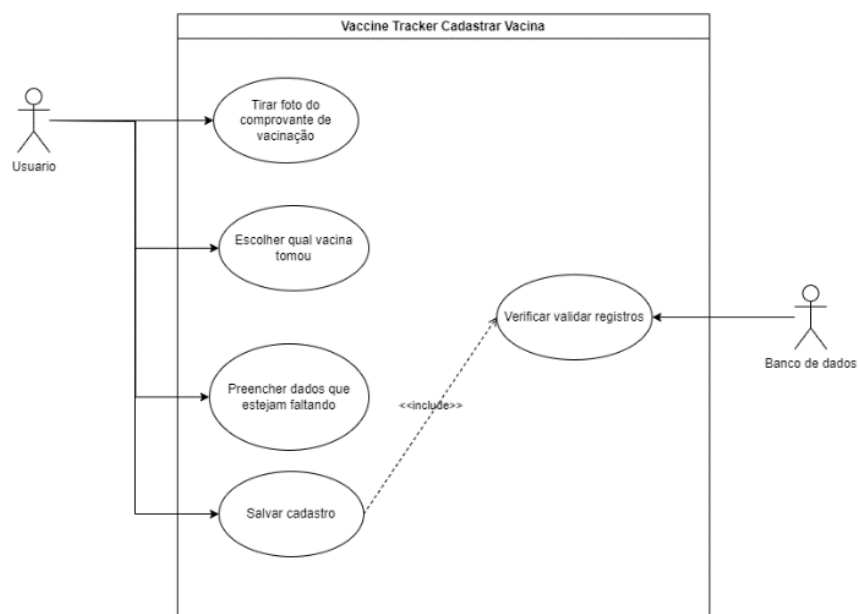 Vaccine Tracker Cadastrar Vacina
Tirar foto do
comprovante de
vacinação
Usuario
Escolher qual vacina
tomou
Verificar validar registros
Banco de dados
Preencher dados que
estejam faltando
<<include>>
Salvar cadastro